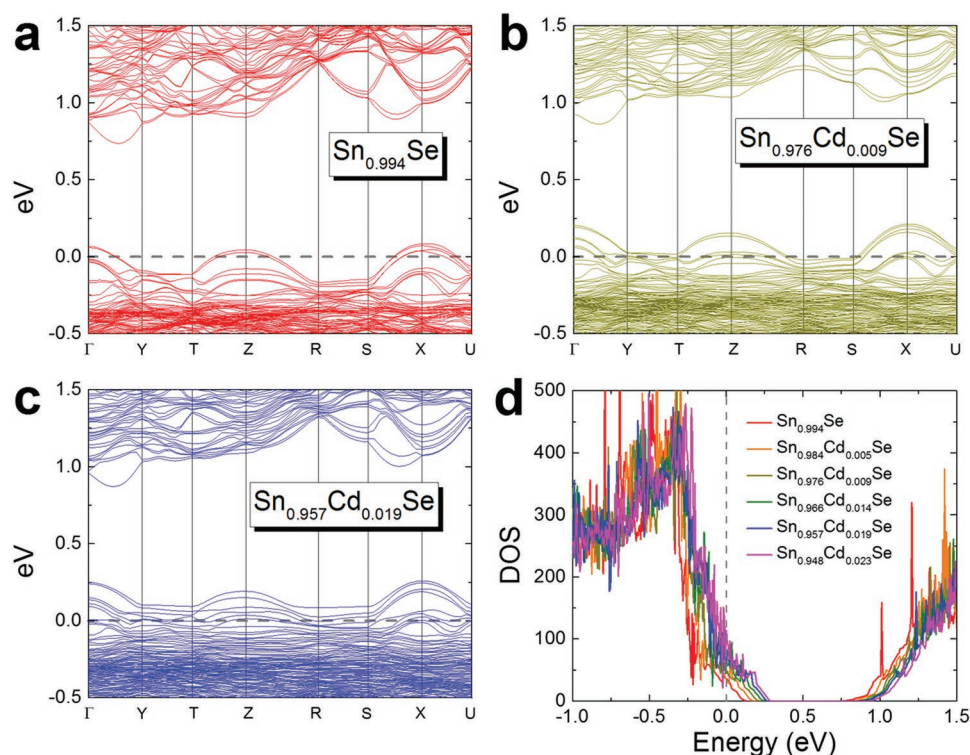 a
1.5
1.0
0.5
0.0
-0.5
eV
Sn0.994Se
Γ Y T Z R S X U
b
1.5
1.0
0.5
0.0
-0.5
eV
Sn0.976Cd0.009Se
Γ Y T Z R S X U
c
1.5
1.0
0.5
0.0
-0.5
eV
Sn0.957Cd0.019Se
Γ Y T Z R S X U
d
500
400
300
200
100
0
DOS
Sn0.994Se
Sn0.984Cd0.005Se
Sn0.976Cd0.009Se
Sn0.966Cd0.014Se
Sn0.957Cd0.019Se
Sn0.948Cd0.023Se
-1.0 -0.5 0.0 0.5 1.0 1.5
Energy (eV)